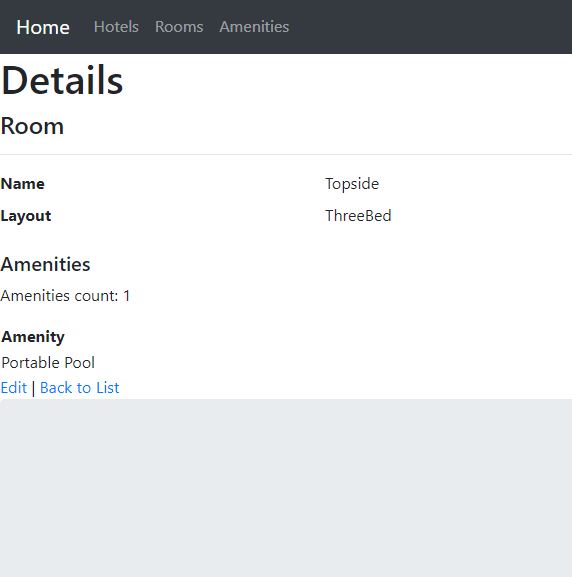 Home Hotels Rooms Amenities
Details
Room
Name Topside
Layout ThreeBed
Amenities
Amenities count: 1
Amenity
Portable Pool
Edit | Back to List